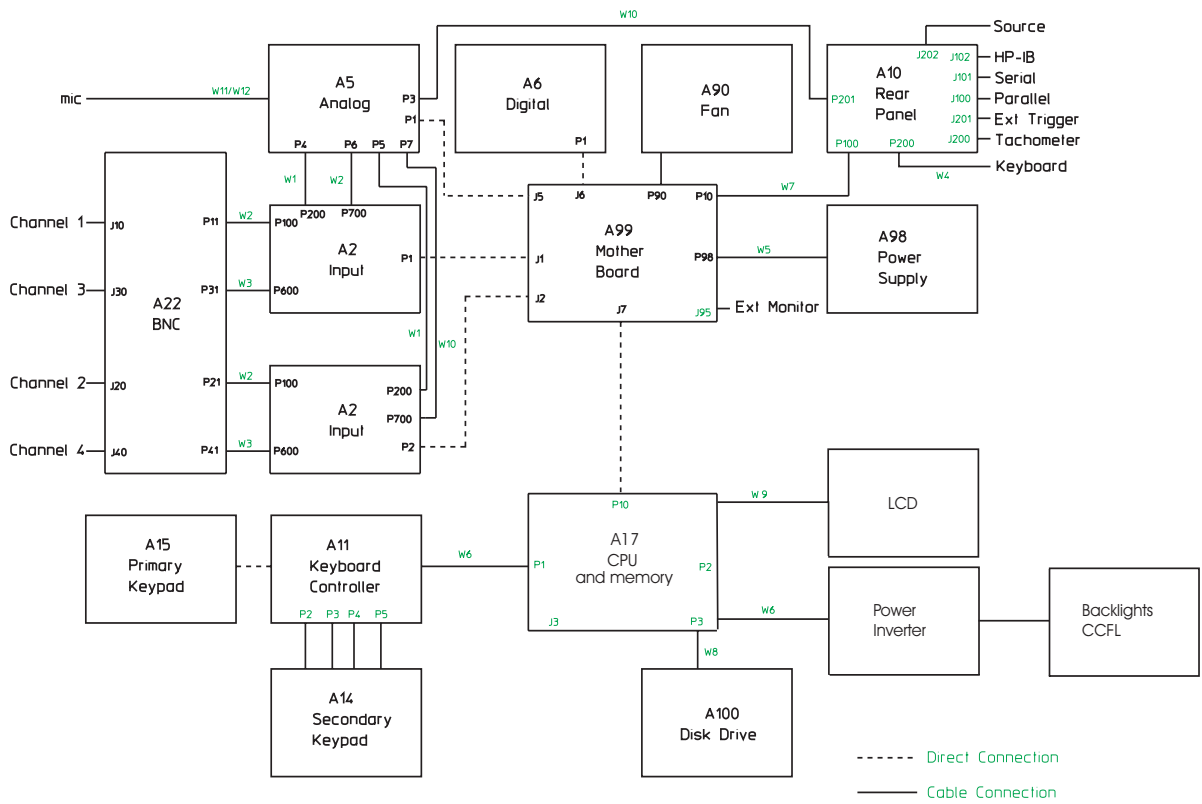 W10
Source
J202
J102
HP-IB
A5
Analog
A6
Digital
A90
Fan
A10
Rear
Panel
J101
Serial
mic
W11/W12
P3
P201
J100
Parallel
P1
J201
Ext Trigger
P4
P6
P5
P7
P1
P100
P200
J200
Tachometer
W4
Keyboard
W1
W2
J5
J6
P90
P10
W7
Channel 1
J10
P11
W2
P100
P200
P700
A2
Input
P1
J1
A99
Mother
Board
P98
W5
A98
Power
Supply
Channel 3
J30
P31
W3
P600
J2
J7
J95
Ext Monitor
A22
BNC
W1
W10
Channel 2
J20
P21
W2
P100
P200
A2
Input
P700
Channel 4
J40
P41
W3
P600
P2
P10
W9
LCD
A15
Primary
Keypad
A11
Keyboard
Controller
W6
P1
A17
CPU
and memory
P2
P2
P3
P4
P5
J3
P3
W6
Power
Inverter
Backlights
CCFL
W8
A14
Secondary
Keypad
A100
Disk Drive
Direct Connection
Cable Connection